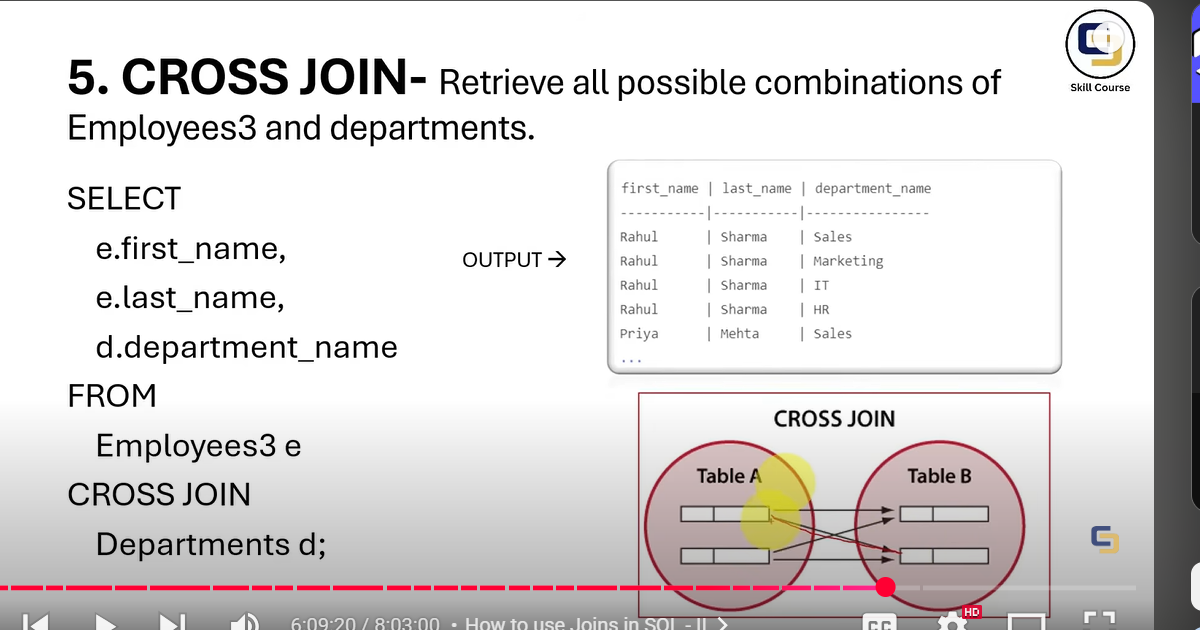 5. CROSS JOIN- Retrieve all possible combinations of
Employees3 and departments.
Skill Course
SELECT
e.first_name,
e.last_name,
d.department_name
FROM
Employees3 e
CROSS JOIN
Departments d;
OUTPUT →
first_name | last_name | department_name
-----------|-----------|----------------
Rahul | Sharma | Sales
Rahul | Sharma | Marketing
Rahul | Sharma | IT
Rahul | Sharma | HR
Priya | Mehta | Sales
...
CROSS JOIN
Table A
Table B
6:09:20 / 8:03:00 • How to use Joins in SQL - II
CC
HD